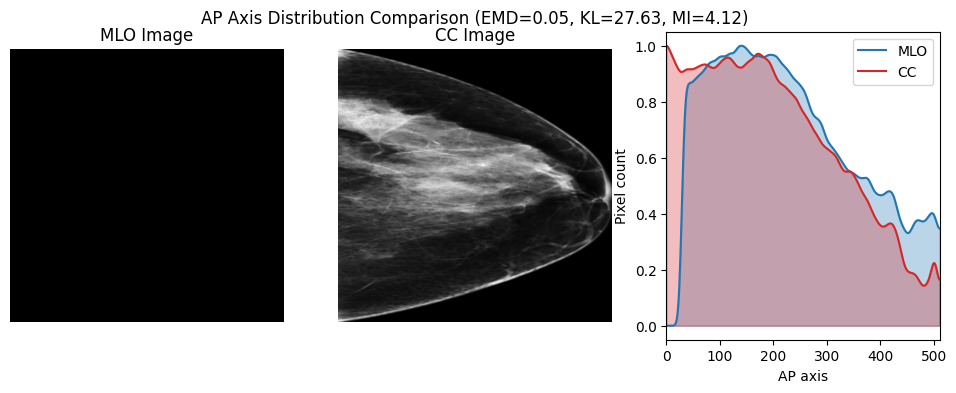 AP Axis Distribution Comparison (EMD=0.05, KL=27.63, MI=4.12)
MLO Image
CC Image
MLO
CC
Pixel count
1.0
0.8
0.6
0.4
0.2
0.0
0 100 200 300 400 500
AP axis